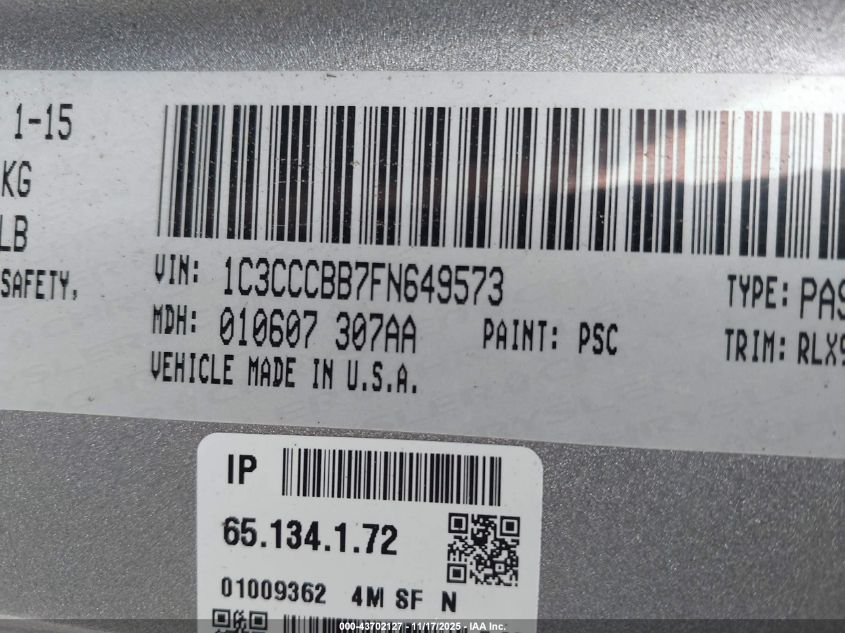 1-15
KG
LB
SAFETY,
VIN: 1C3CCCBB7FN649573
TYPE: PAS
MDH: 010607 307AA
PAINT: PSC
TRIM: RLX9
VEHICLE MADE IN U.S.A.
IP
65.134.1.72
01009362 4M SF N
000-43702127 - 11/17/2025 - IAA Inc.